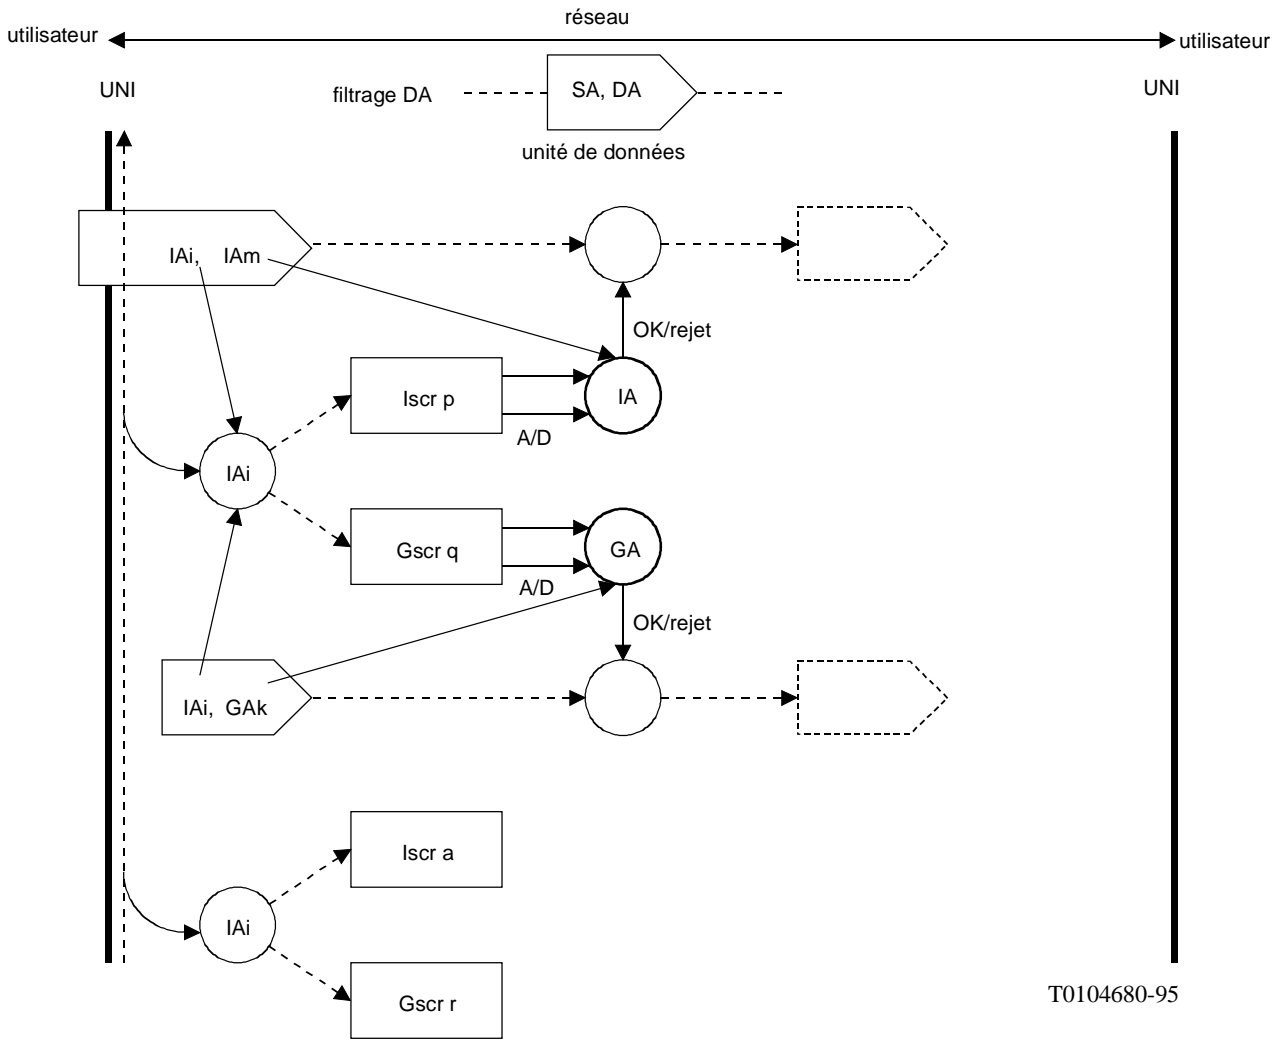 réseau
utilisateur
utilisateur
UNI
filtrage DA
SA, DA
UNI
unité de données
IAi, IAm
OK/rejet
Iscr p
IA
A/D
IAi
Gscr q
GA
A/D
OK/rejet
IAi, GAk
Iscr a
IAi
Gscr r
T0104680-95